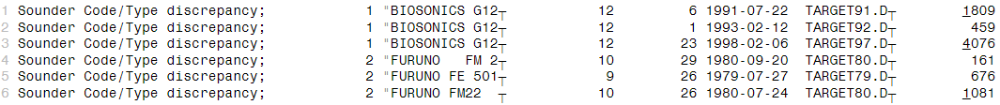 1 Sounder Code/Type discrepancy; 1 "BIOSONICS G12┬ 12 6 1991-07-22 TARGET91.D┬ 1809
2 Sounder Code/Type discrepancy; 1 "BIOSONICS G12┬ 12 1 1993-02-12 TARGET92.D┬ 459
3 Sounder Code/Type discrepancy; 1 "BIOSONICS G12┬ 12 23 1998-02-06 TARGET97.D┬ 4076
4 Sounder Code/Type discrepancy; 2 "FURUNO   FM 2┬ 10 29 1980-09-20 TARGET80.D┬ 161
5 Sounder Code/Type discrepancy; 2 "FURUNO FE 501┬ 9 26 1979-07-27 TARGET79.D┬ 676
6 Sounder Code/Type discrepancy; 2 "FURUNO FM22  ┬ 10 26 1980-07-24 TARGET80.D┬ 1081